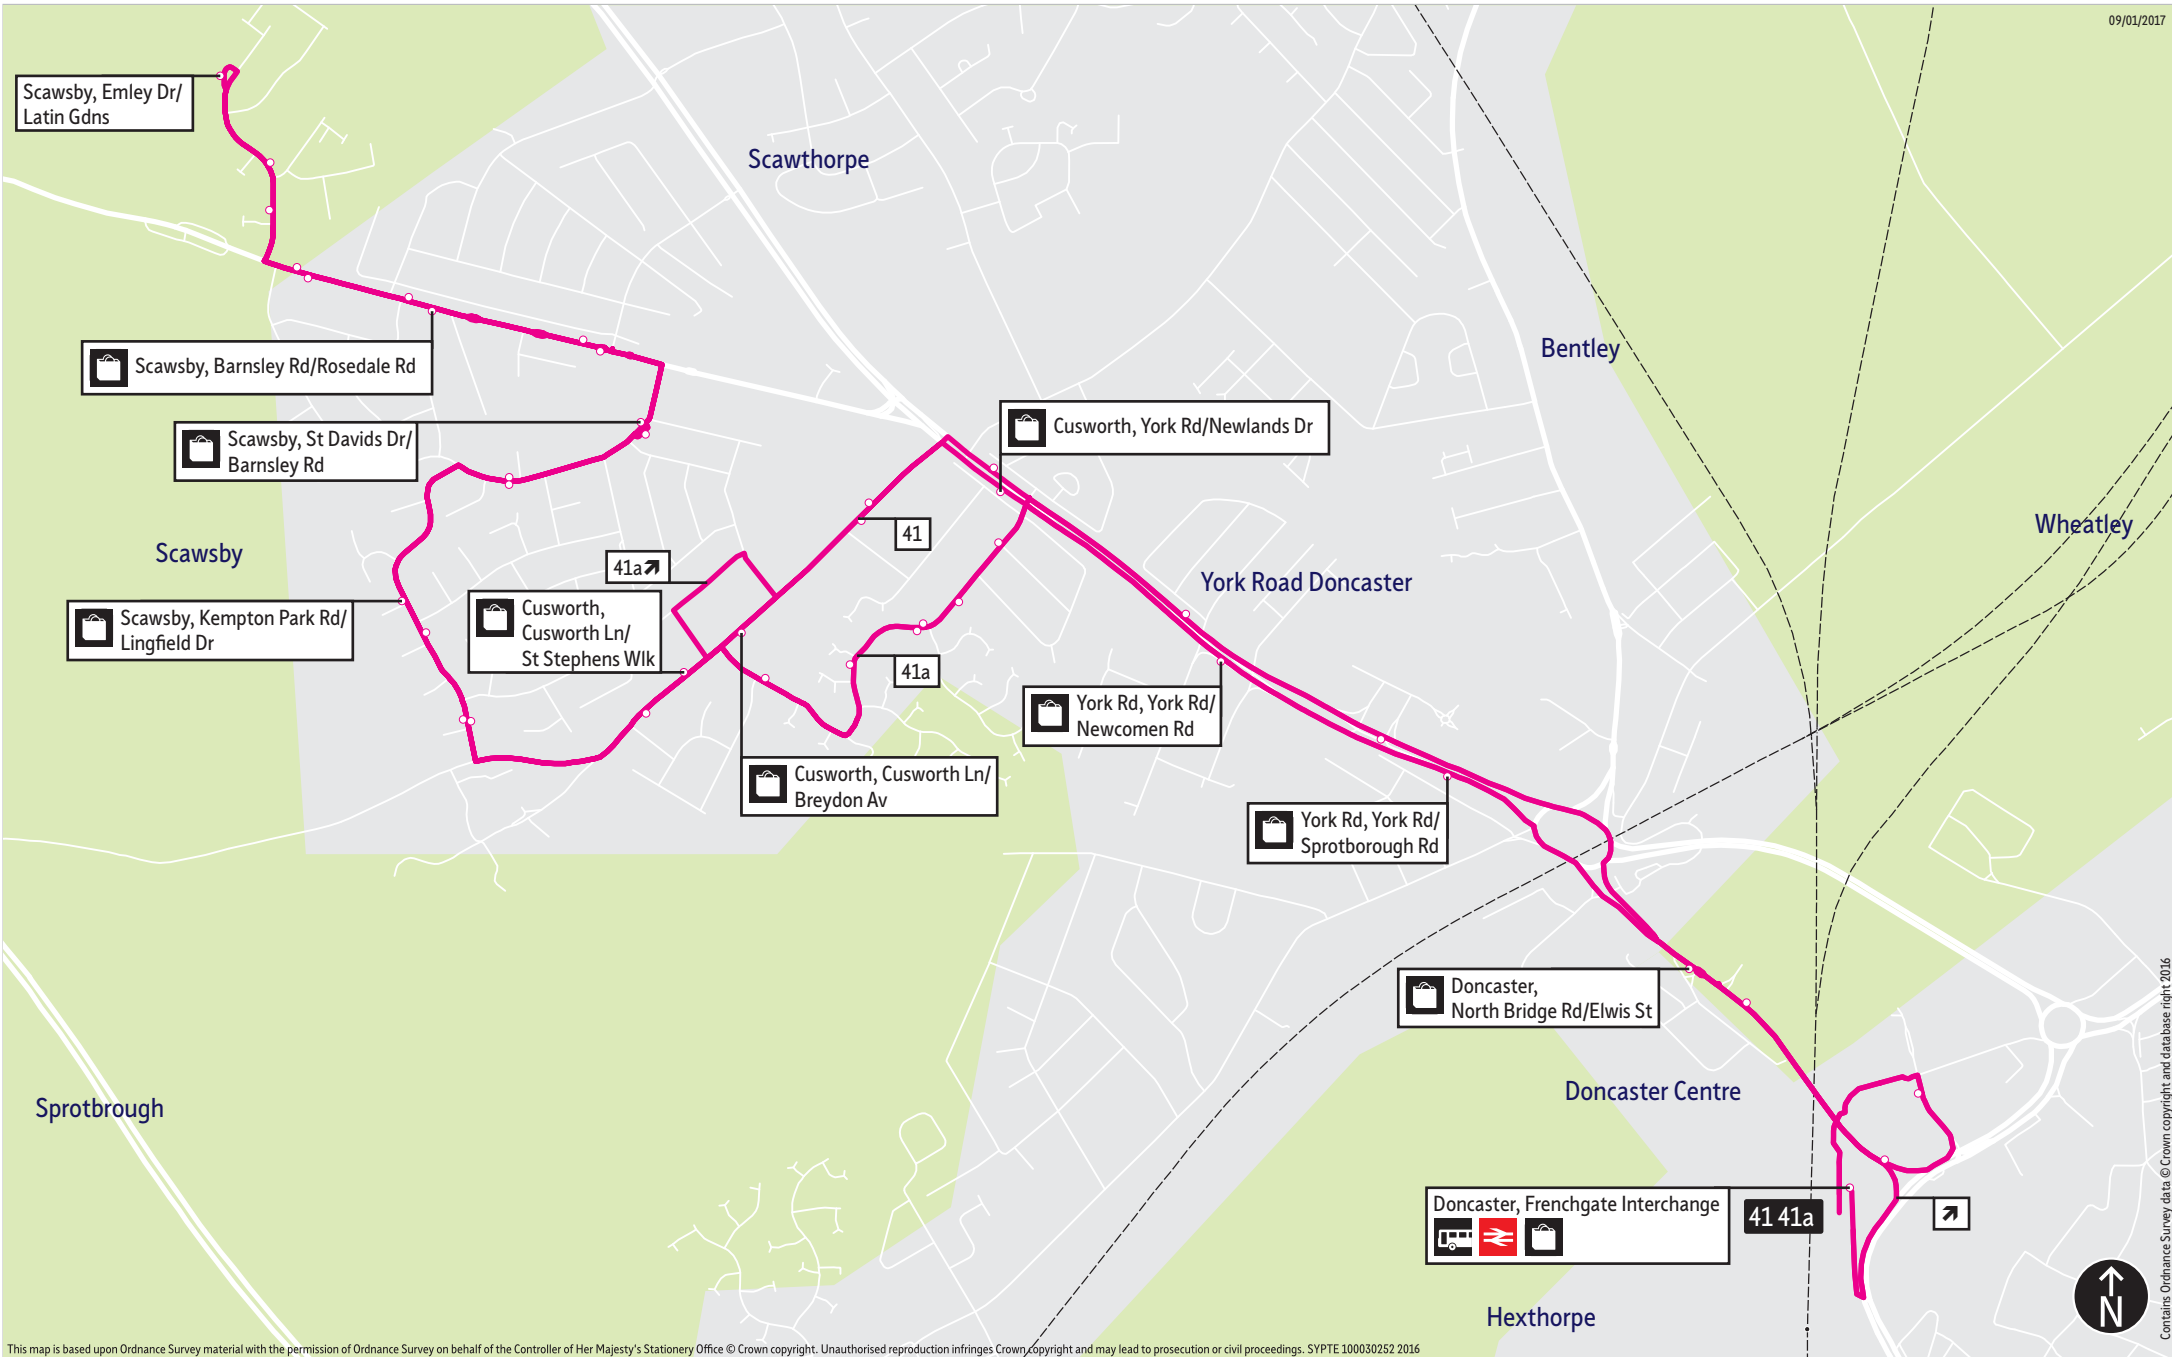 09/01/2017
Scawsby, Emley Dr/
Latin Gdns
Scawthorpe
Bentley
Scawsby, Barnsley Rd/Rosedale Rd
Cusworth, York Rd/Newlands Dr
Scawsby, St Davids Dr/
Barnsley Rd
Wheatley
41
Scawsby
41a
York Road Doncaster
Scawsby, Kempton Park Rd/
Lingfield Dr
Cusworth,
Cusworth Ln/
St Stephens Wlk
41a
York Rd, York Rd/
Newcomen Rd
Cusworth, Cusworth Ln/
Breydon Av
York Rd, York Rd/
Sprotborough Rd
Doncaster,
North Bridge Rd/Elwis St
Doncaster Centre
Sprotbrough
Doncaster, Frenchgate Interchange
41 41a
Hexthorpe
N
Contains Ordnance Survey data © Crown copyright and database right 2016
This map is based upon Ordnance Survey material with the permission of Ordnance Survey on behalf of the Controller of Her Majesty's Stationery Office © Crown copyright. Unauthorised reproduction infringes Crown copyright and may lead to prosecution or civil proceedings. SYPTE 100030252 2016